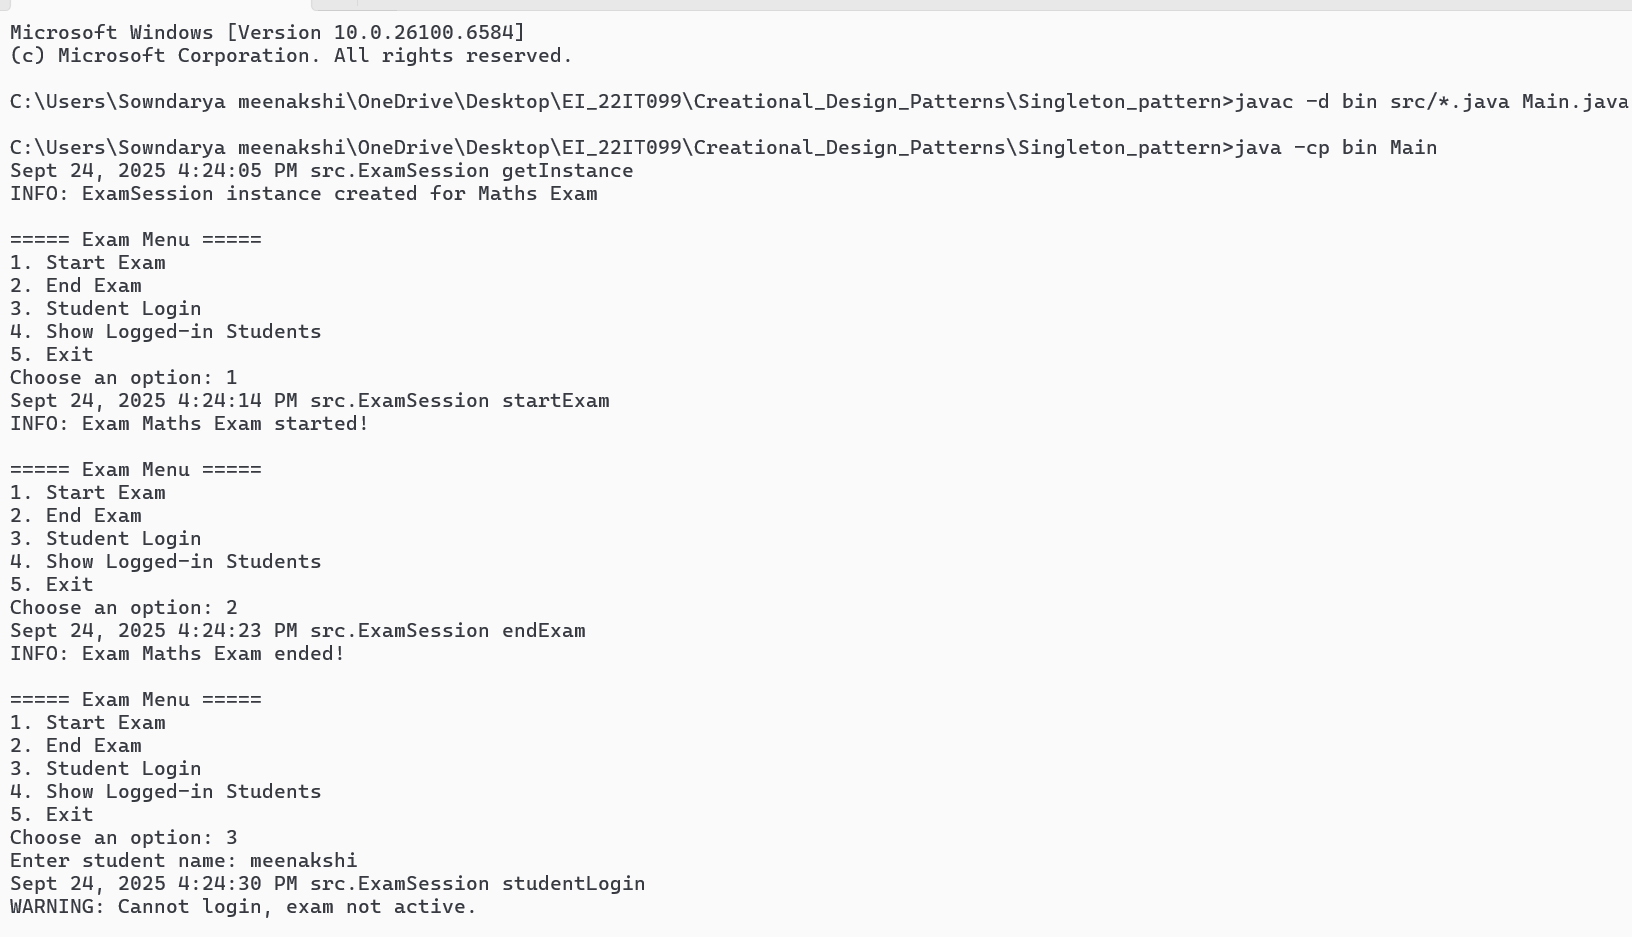 Microsoft Windows [Version 10.0.26100.6584]
(c) Microsoft Corporation. All rights reserved.
C:\Users\Sowndarya meenakshi\OneDrive\Desktop\EI_22IT099\Creational_Design_Patterns\Singleton_pattern>javac -d bin src/*.java Main.java
C:\Users\Sowndarya meenakshi\OneDrive\Desktop\EI_22IT099\Creational_Design_Patterns\Singleton_pattern>java -cp bin Main
Sept 24, 2025 4:24:05 PM src.ExamSession getInstance
INFO: ExamSession instance created for Maths Exam
===== Exam Menu =====
1. Start Exam
2. End Exam
3. Student Login
4. Show Logged-in Students
5. Exit
Choose an option: 1
Sept 24, 2025 4:24:14 PM src.ExamSession startExam
INFO: Exam Maths Exam started!
===== Exam Menu =====
1. Start Exam
2. End Exam
3. Student Login
4. Show Logged-in Students
5. Exit
Choose an option: 2
Sept 24, 2025 4:24:23 PM src.ExamSession endExam
INFO: Exam Maths Exam ended!
===== Exam Menu =====
1. Start Exam
2. End Exam
3. Student Login
4. Show Logged-in Students
5. Exit
Choose an option: 3
Enter student name: meenakshi
Sept 24, 2025 4:24:30 PM src.ExamSession studentLogin
WARNING: Cannot login, exam not active.